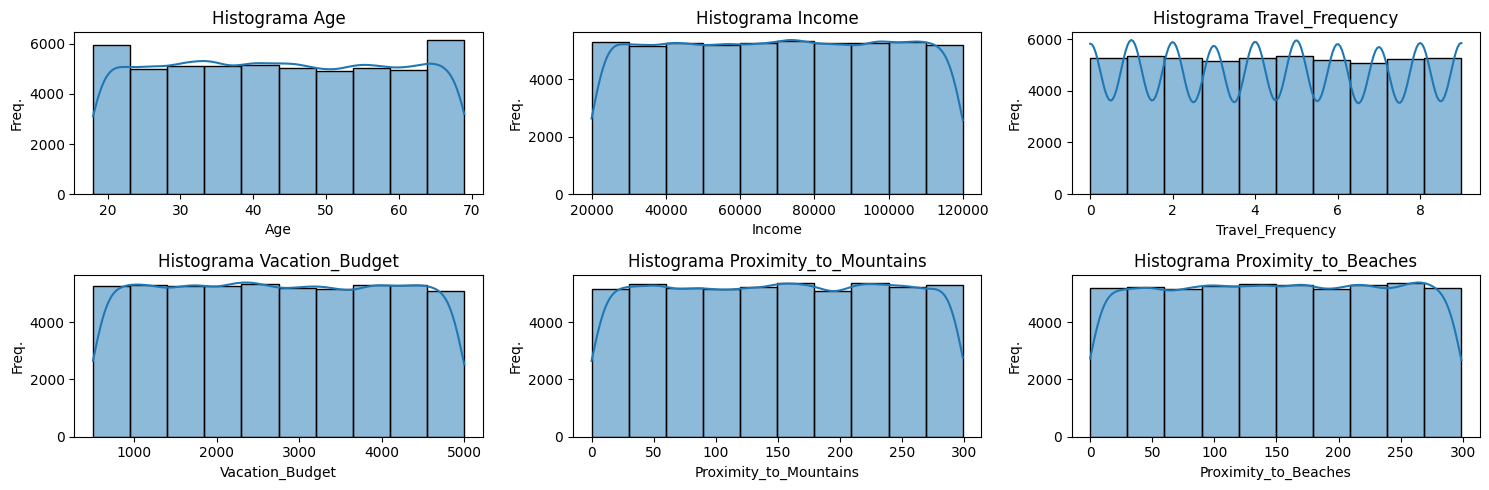 Histograma Age
Freq.
6000
4000
2000
0
20 30 40 50 60 70
Age
Histograma Income
Freq.
4000
2000
0
20000 40000 60000 80000 100000 120000
Income
Histograma Travel_Frequency
Freq.
6000
4000
2000
0
0 2 4 6 8
Travel_Frequency
Histograma Vacation_Budget
Freq.
4000
2000
0
1000 2000 3000 4000 5000
Vacation_Budget
Histograma Proximity_to_Mountains
Freq.
4000
2000
0
0 50 100 150 200 250 300
Proximity_to_Mountains
Histograma Proximity_to_Beaches
Freq.
4000
2000
0
0 50 100 150 200 250 300
Proximity_to_Beaches